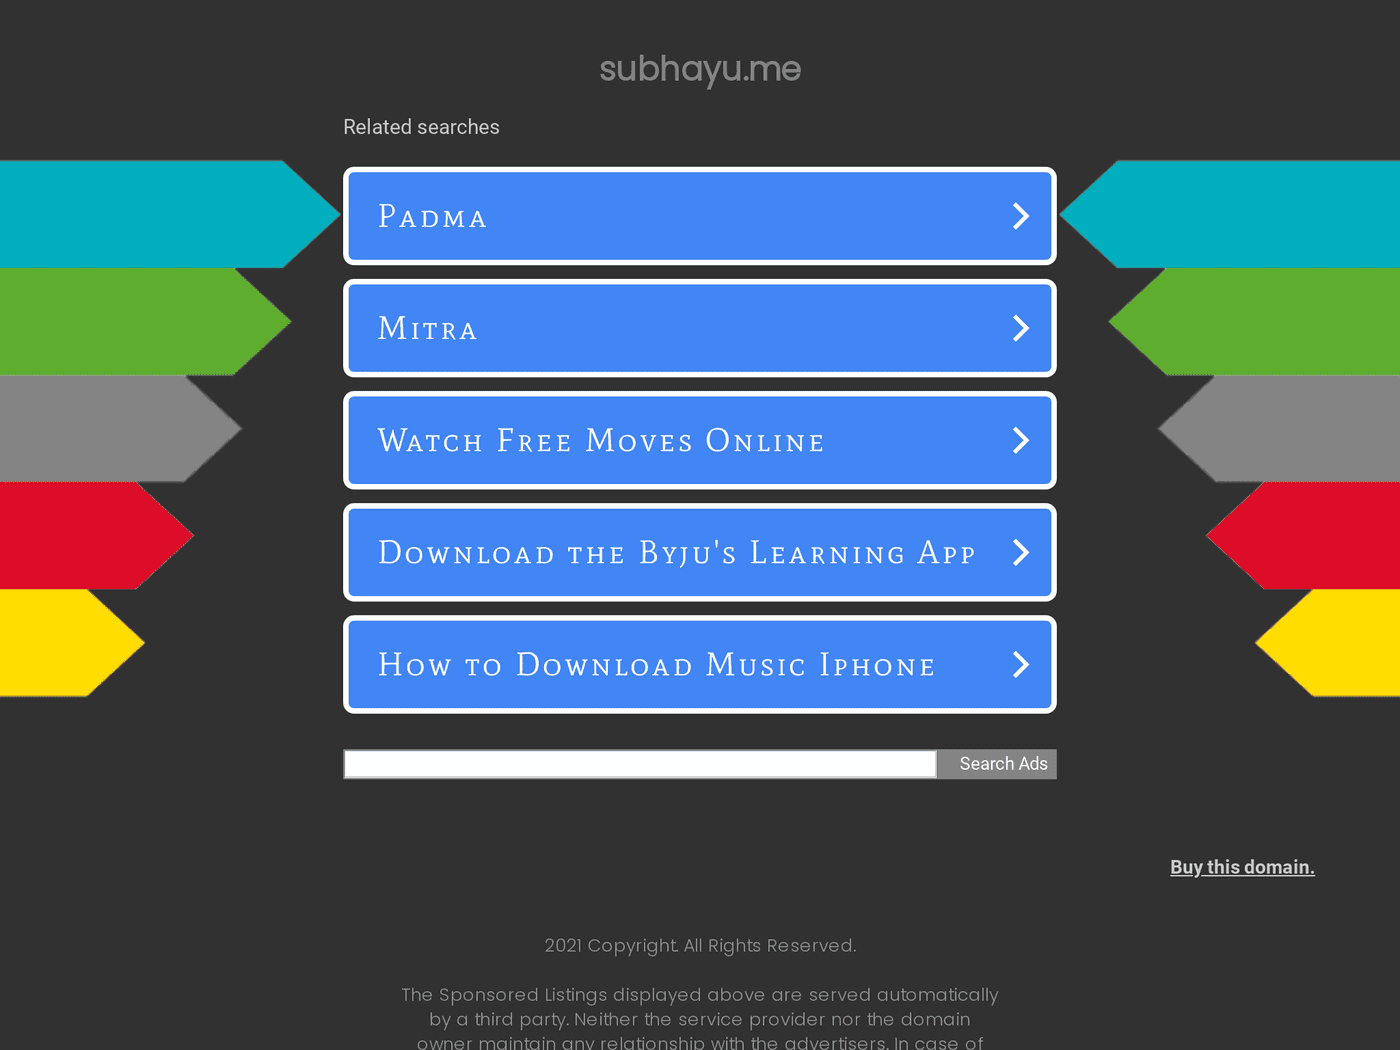 subhayu.me
Related searches
Padma
Mitra
Watch Free Moves Online
Download the Byju's Learning App
How to Download Music Iphone
Search Ads
Buy this domain.
2021 Copyright. All Rights Reserved.
The Sponsored Listings displayed above are served automatically
by a third party. Neither the service provider nor the domain
owner maintain any relationship with the advertisers. In case of